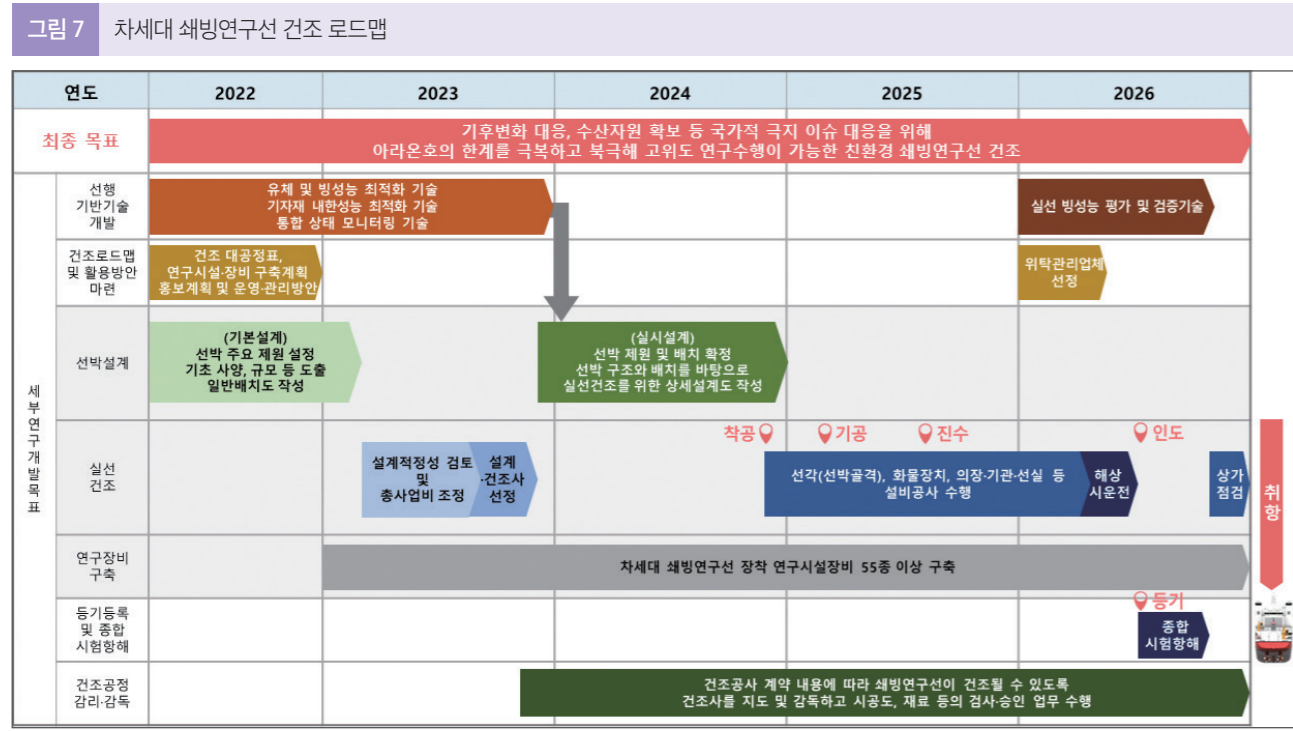 그림 7 차세대 쇄빙연구선 건조 로드맵
연도 2022 2023 2024 2025 2026
최종 목표
기후변화 대응, 수산자원 확보 등 국가적 극지 이슈 대응을 위해
아라온호의 한계를 극복하고 북극해 고위도 연구수행이 가능한 친환경 쇄빙연구선 건조
세부연구개발목표
선행
기반기술
개발
유체 및 빙성능 최적화 기술
기자재 내한성능 최적화 기술
통합 상태 모니터링 기술
실선 빙성능 평가 및 검증기술
건조로드맵
및 활용방안
마련
건조 대공정표,
연구시설·장비 구축계획
홍보계획 및 운영·관리방안
위탁관리업체
선정
선박설계
(기본설계)
선박 주요 제원 설정
기초 사양, 규모 등 도출
일반배치도 작성
(실시설계)
선박 제원 및 배치 확정
선박 구조와 배치를 바탕으로
실선건조를 위한 상세설계도 작성
실선
건조
설계적정성 검토
및
총사업비 조정
설계
·건조사
선정
착공
기공
진수
인도
선각(선박골격), 화물장치, 의장·기관·선실 등
설비공사 수행
해상
시운전
상가
점검
취항
연구장비
구축
차세대 쇄빙연구선 장착 연구시설장비 55종 이상 구축
등기등록
및 종합
시험항해
등기
종합
시험항해
건조공정
감리·감독
건조공사 계약 내용에 따라 쇄빙연구선이 건조될 수 있도록
건조사를 지도 및 감독하고 시공도, 재료 등의 검사·승인 업무 수행